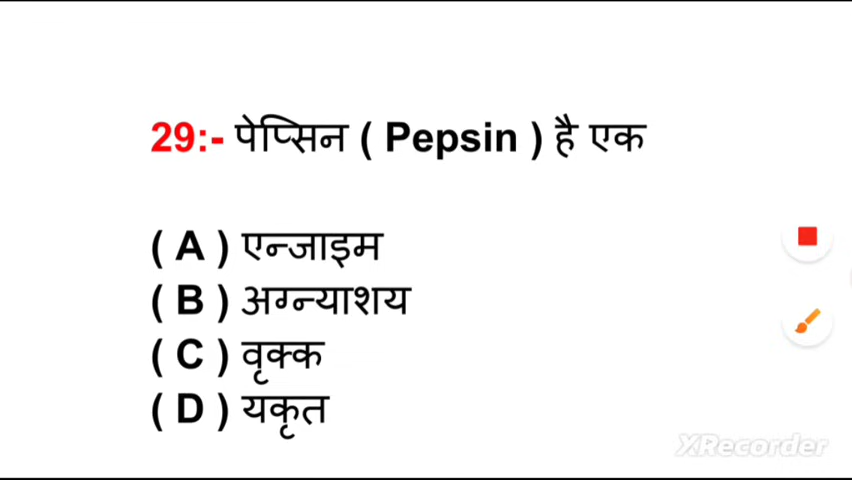 29:- पेप्सिन ( Pepsin ) है एक
( A ) एन्जाइम
( B ) अग्न्याशय
( C ) वृक्क
( D ) यकृत
XRecorder